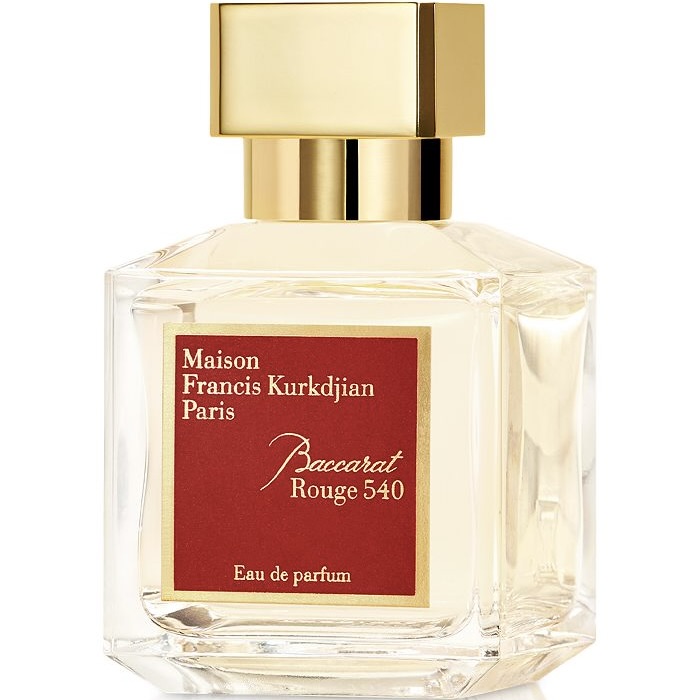 Maison
Francis Kurkdjian
Paris
Baccarat
Rouge 540
Eau de parfum